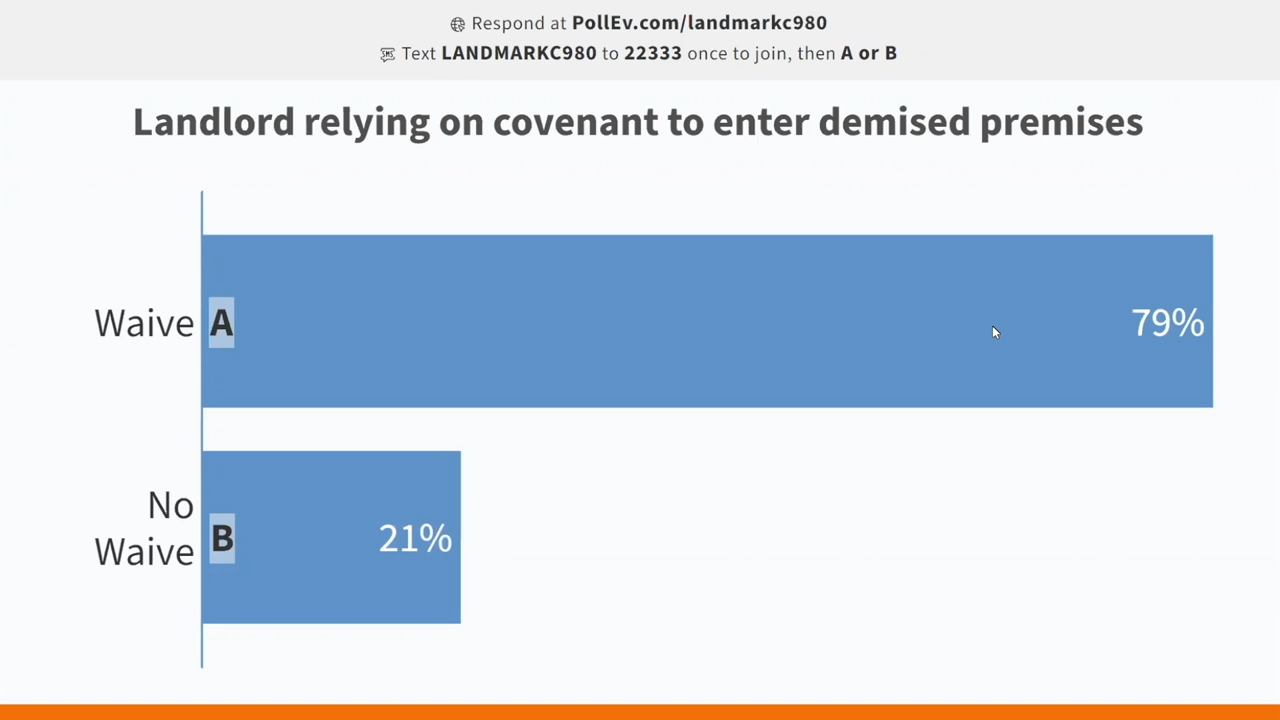 Respond at PollEv.com/landmarkc980
Text LANDMARKC980 to 22333 once to join, then A or B
Landlord relying on covenant to enter demised premises
Waive A 79%
No
Waive B 21%